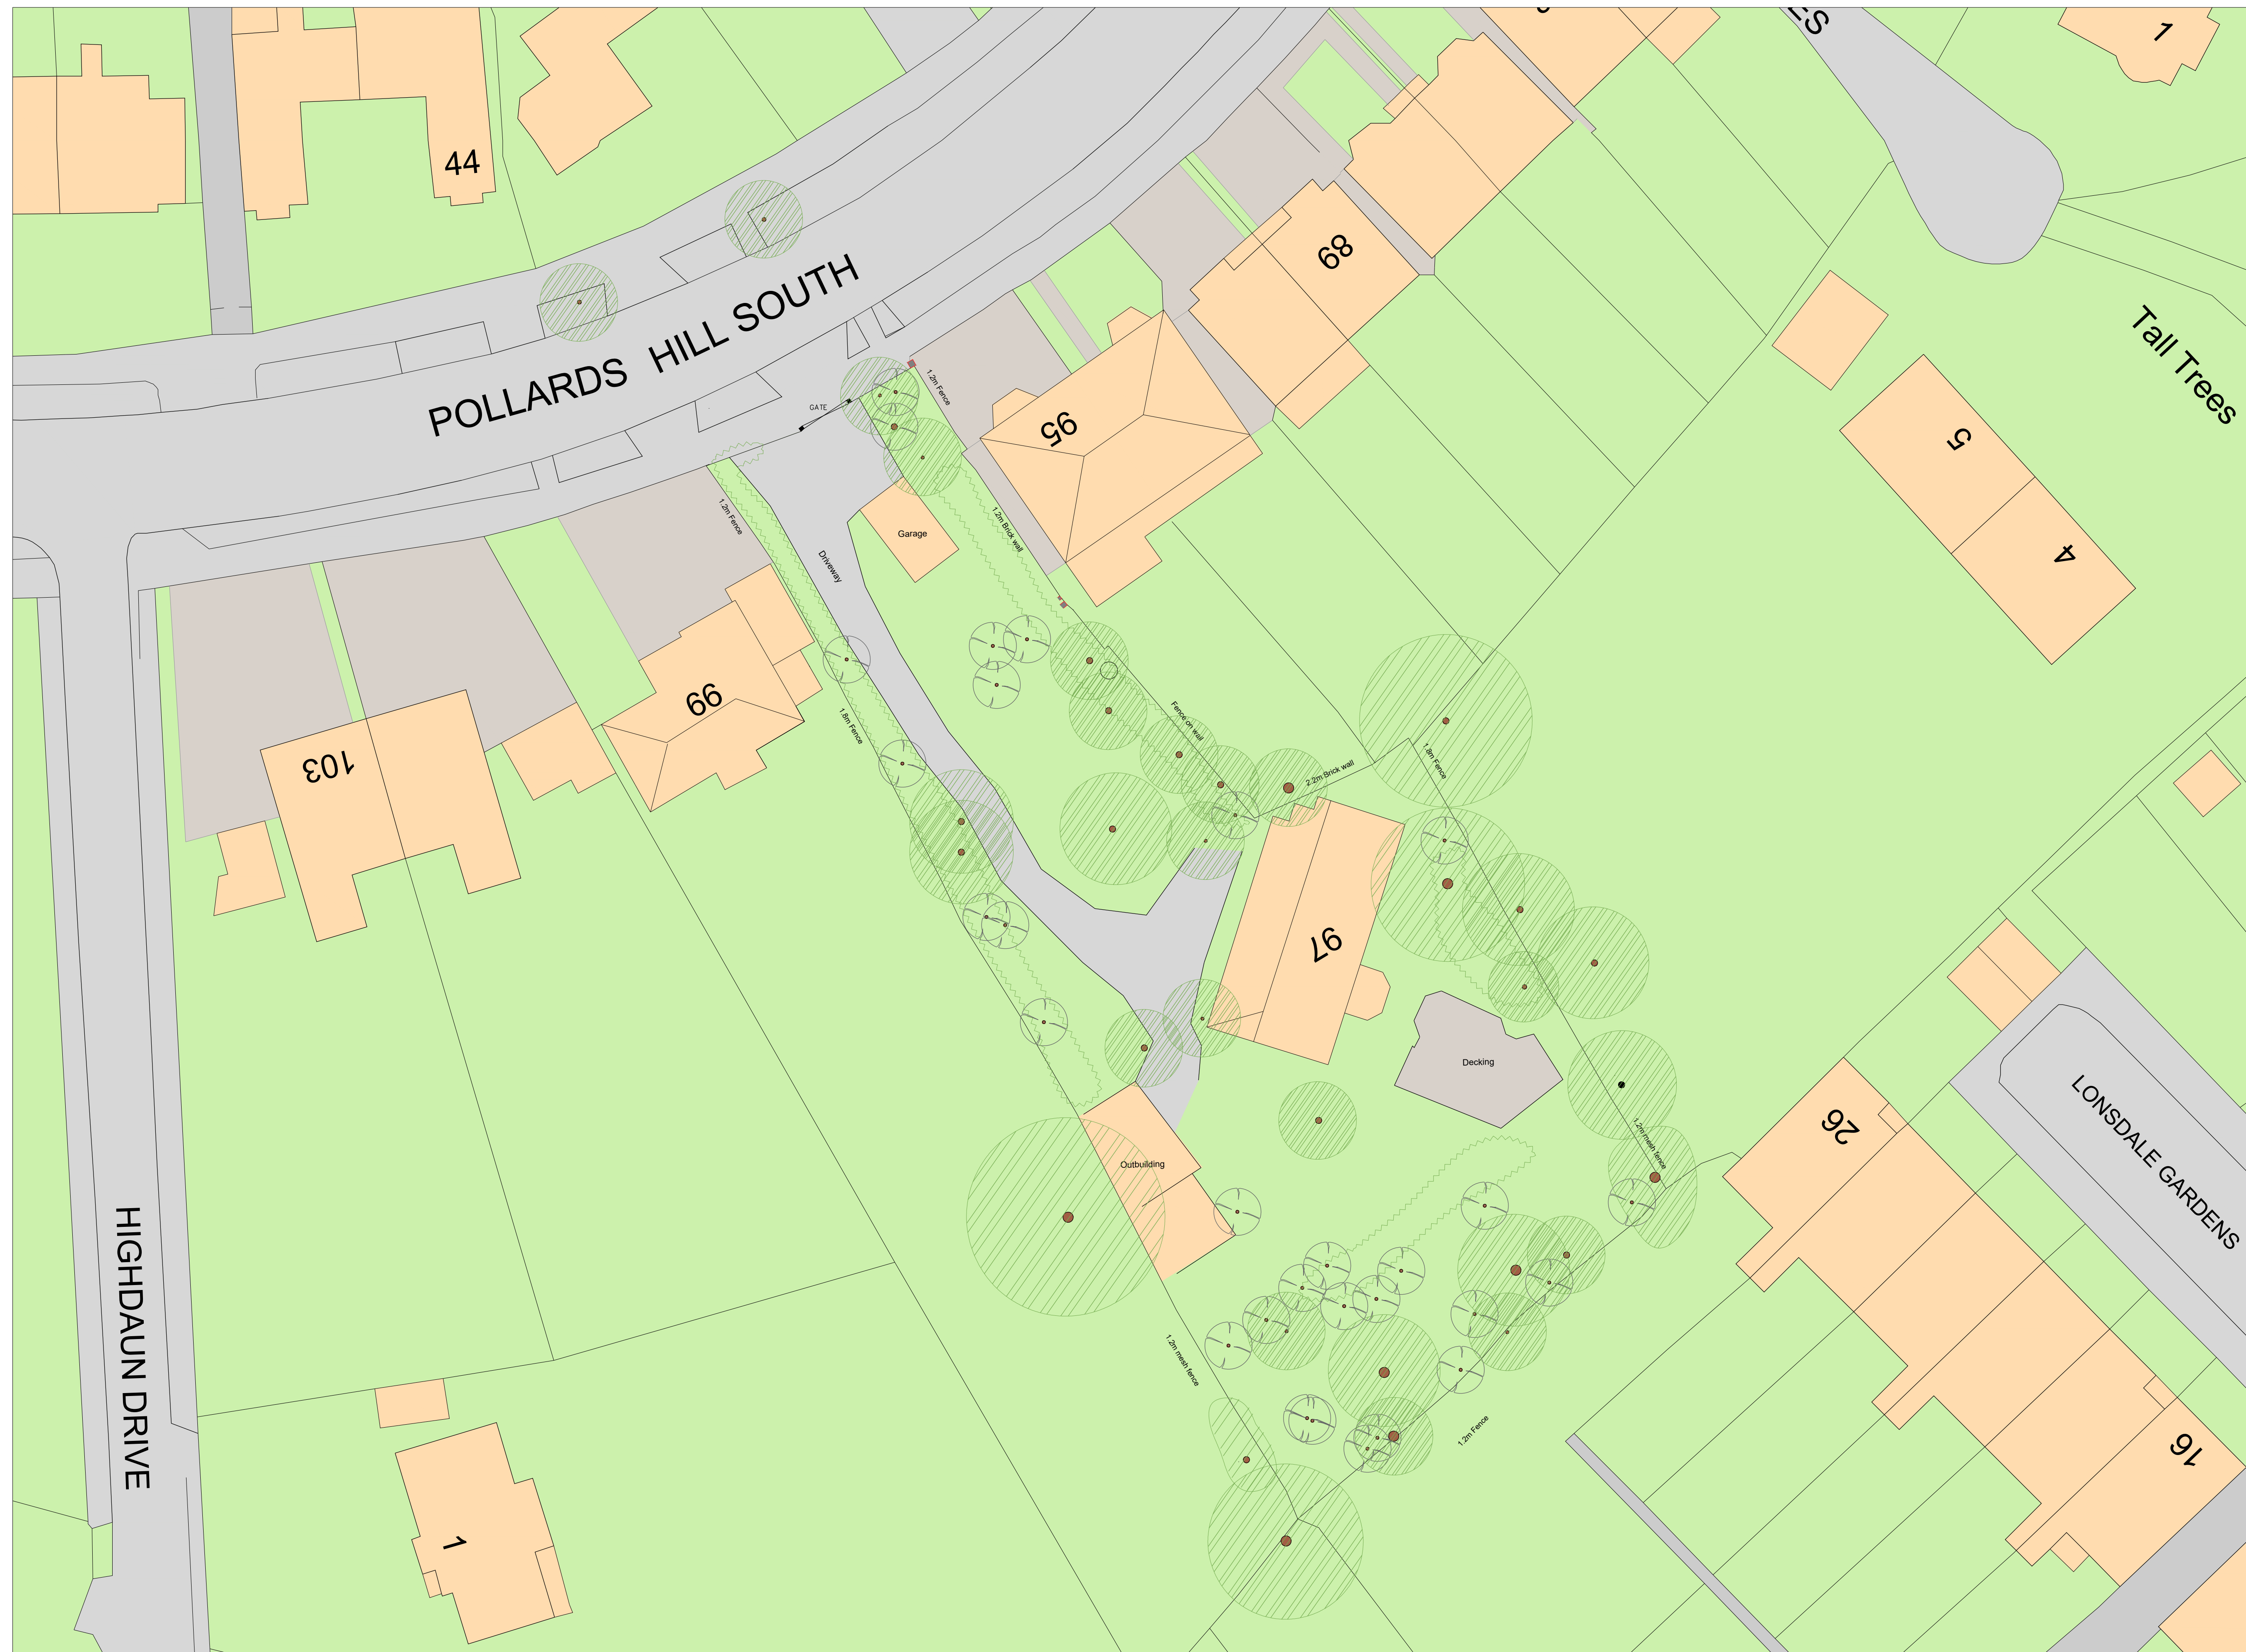 ES
1
44
89
POLLARDS HILL SOUTH
Tall Trees
GATE
1.2m Fence
95
5
4
1.2m Fence
1.2m Brick wall
Garage
Driveway
99
1.8m Fence
Fence on wall
103
2.2m Brick wall
1.8m Fence
97
Decking
26
LONSDALE GARDENS
1.2m mesh fence
Outbuilding
HIGHDAUN DRIVE
1.2m mesh fence
1.2m Fence
16
1